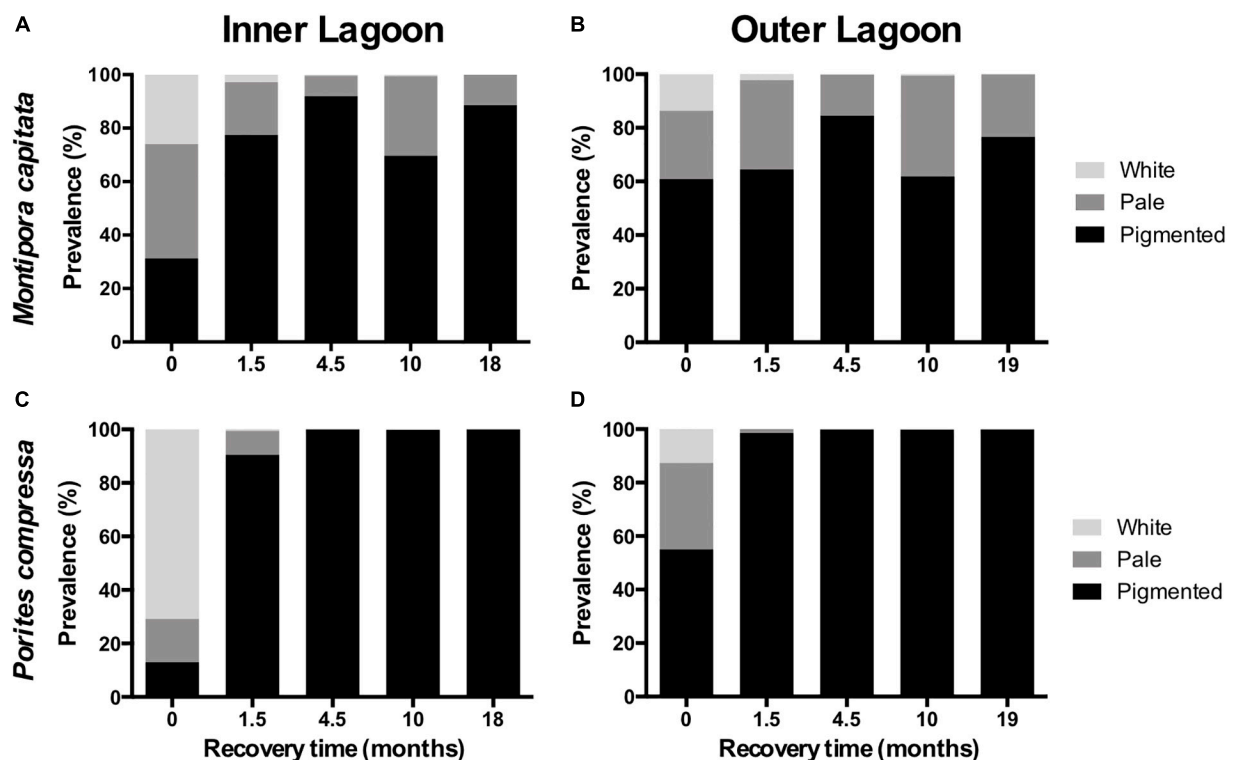 A
Inner Lagoon
B
Outer Lagoon
Montipora capitata
Prevalence (%)
100
80
60
40
20
0
0 1.5 4.5 10 18
Prevalence (%)
100
80
60
40
20
0
0 1.5 4.5 10 19
White
Pale
Pigmented
C
D
Porites compressa
Prevalence (%)
100
80
60
40
20
0
0 1.5 4.5 10 18
Recovery time (months)
Prevalence (%)
100
80
60
40
20
0
0 1.5 4.5 10 19
Recovery time (months)
White
Pale
Pigmented